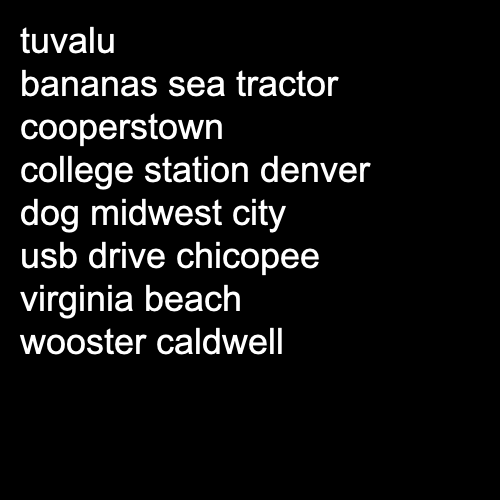 tuvalu
bananas sea tractor
cooperstown
college station denver
dog midwest city
usb drive chicopee
virginia beach
wooster caldwell